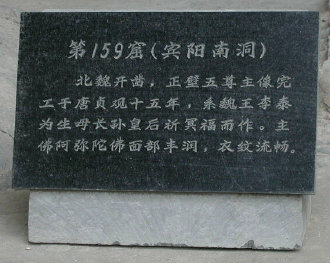 第159窟(宾阳南洞)
北魏开凿，正壁五尊主像完
工于唐贞观十五年，系魏王李泰
为生母长孙皇后祈冥福而作。主
佛阿弥陀佛面部丰润，衣纹流畅。